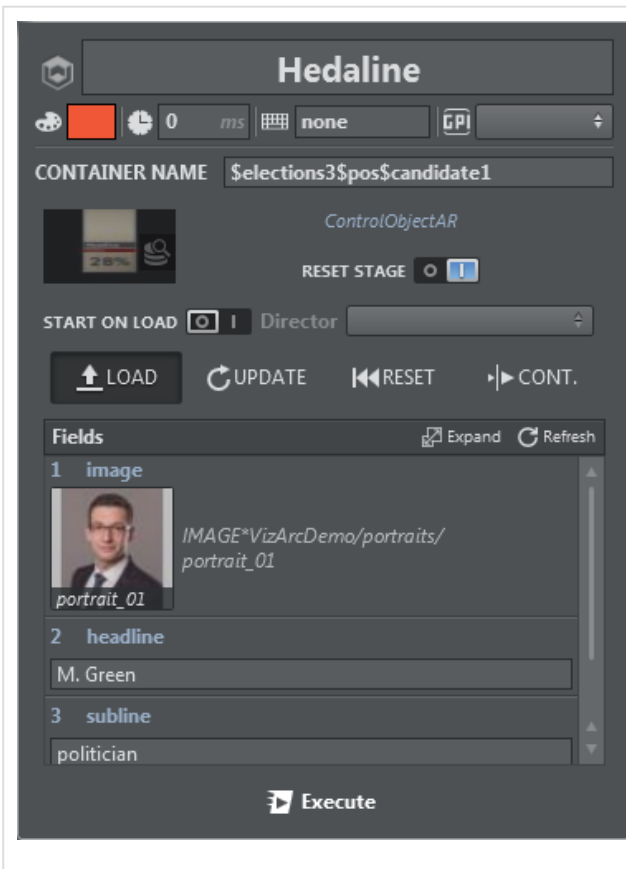 Hedaline
0 ms none GPI
CONTAINER NAME $elections3$pos$candidate1
28%
ControlObjectAR
RESET STAGE
START ON LOAD Director
LOAD UPDATE RESET CONT.
Fields Expand Refresh
1 image
IMAGE*VizArcDemo/portraits/
portrait_01
portrait_01
2 headline
M. Green
3 subline
politician
Execute